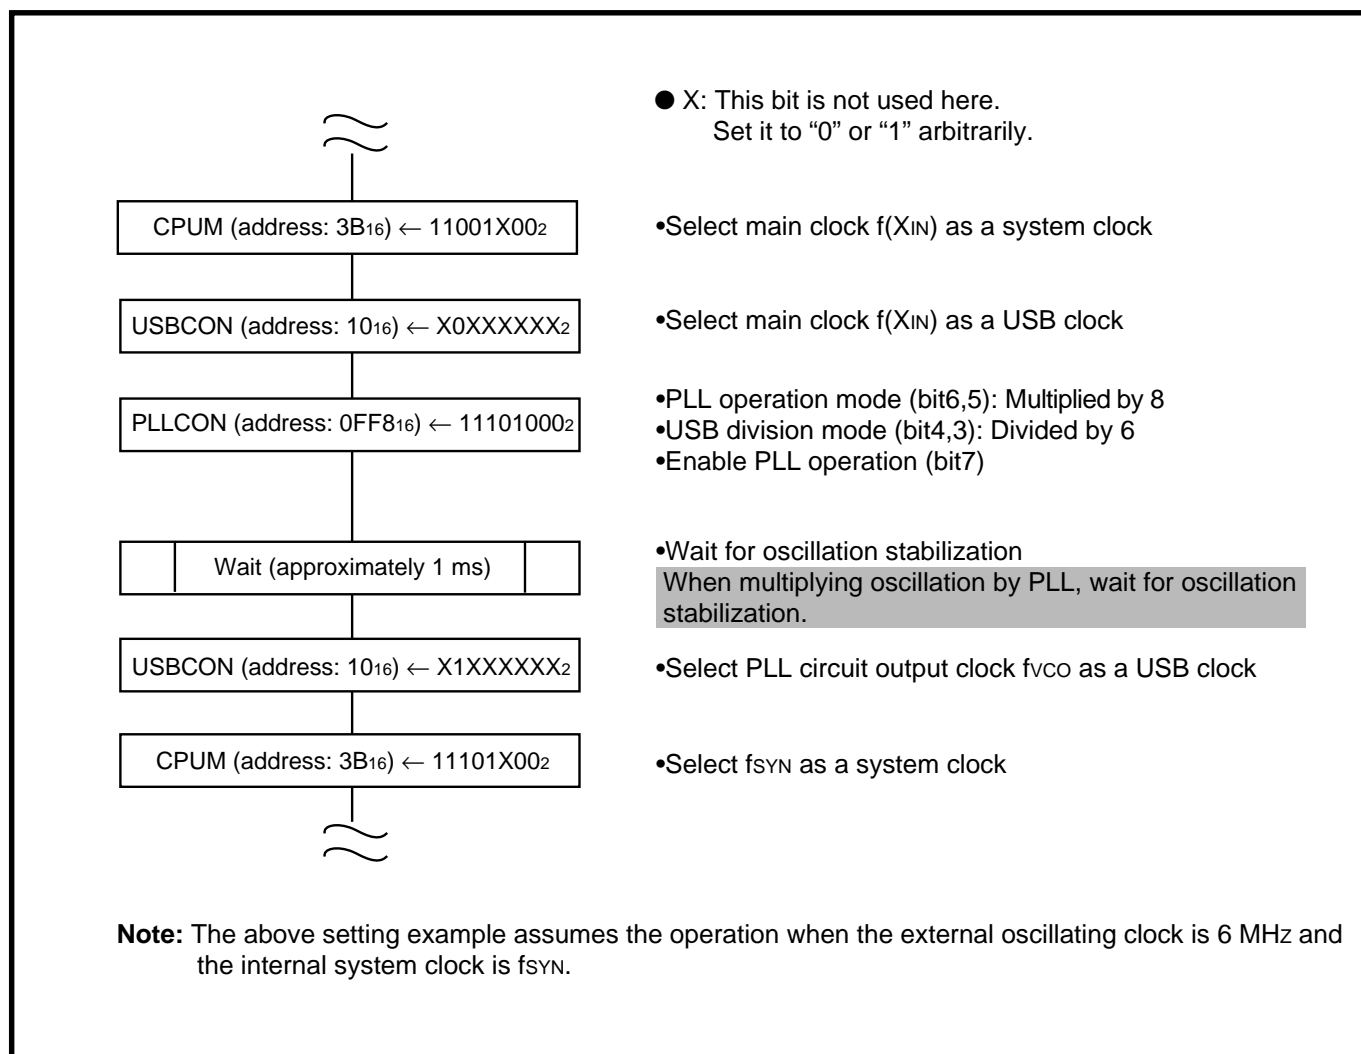 ● X: This bit is not used here.
Set it to “0” or “1” arbitrarily.
CPUM (address: 3B16) ← 11001X002
•Select main clock f(XIN) as a system clock
USBCON (address: 1016) ← X0XXXXXX2
•Select main clock f(XIN) as a USB clock
PLLCON (address: 0FF816) ← 111010002
•PLL operation mode (bit6,5): Multiplied by 8
•USB division mode (bit4,3): Divided by 6
•Enable PLL operation (bit7)
Wait (approximately 1 ms)
•Wait for oscillation stabilization
When multiplying oscillation by PLL, wait for oscillation
stabilization.
USBCON (address: 1016) ← X1XXXXXX2
•Select PLL circuit output clock fVCO as a USB clock
CPUM (address: 3B16) ← 11101X002
•Select fSYN as a system clock
Note: The above setting example assumes the operation when the external oscillating clock is 6 MHz and
the internal system clock is fSYN.